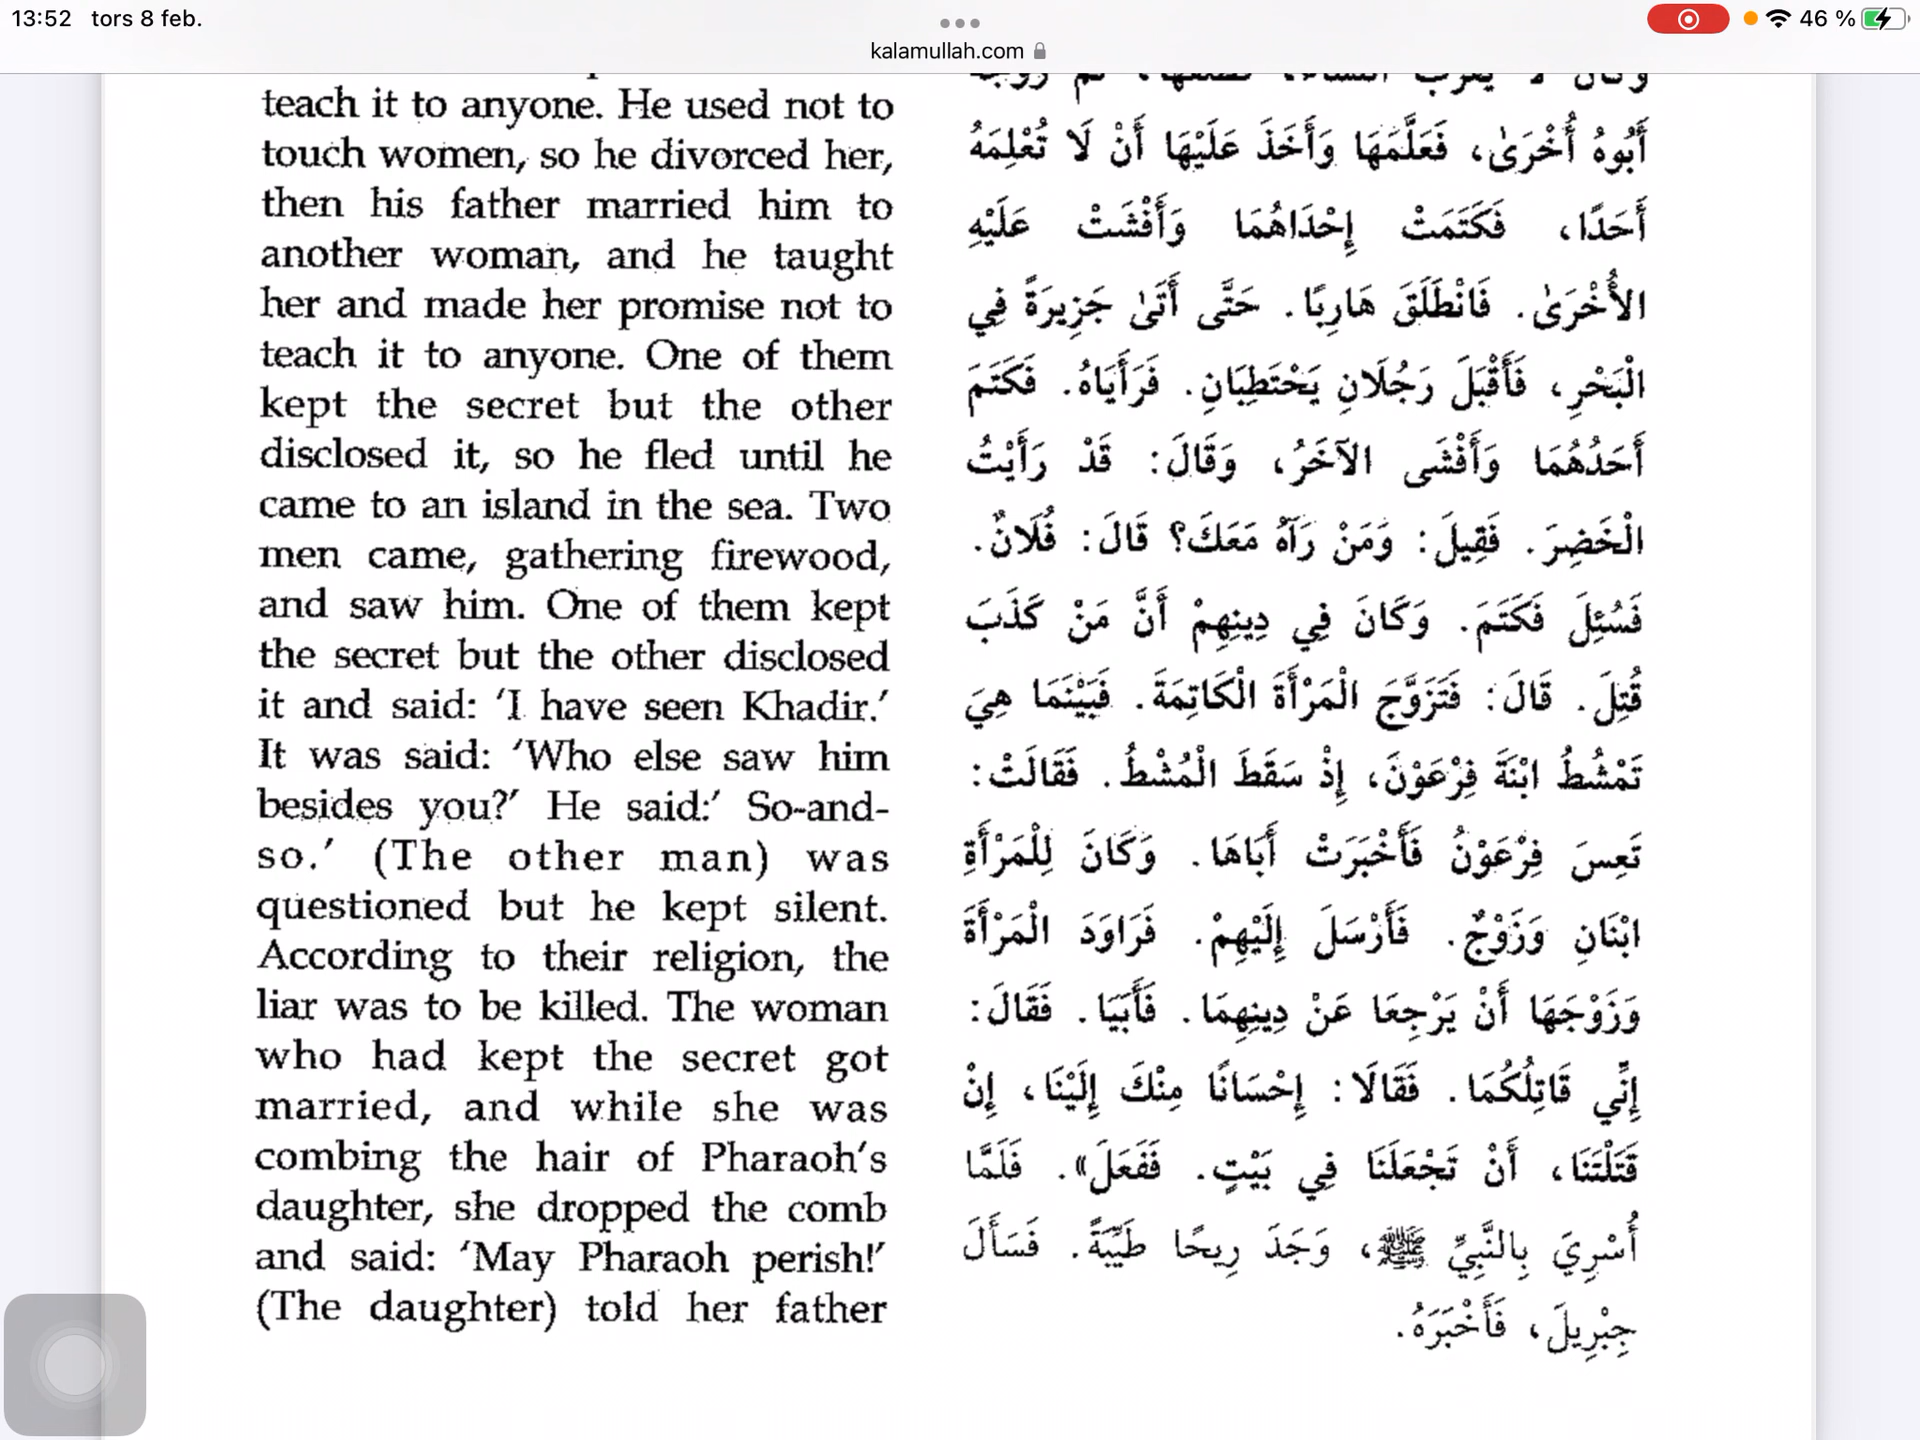 13:52 tors 8 feb.
46 %
kalamullah.com
teach it to anyone. He used not to
touch women, so he divorced her,
then his father married him to
another woman, and he taught
her and made her promise not to
teach it to anyone. One of them
kept the secret but the other
disclosed it, so he fled until he
came to an island in the sea. Two
men came, gathering firewood,
and saw him. One of them kept
the secret but the other disclosed
it and said: ‘I have seen Khadir.’
It was said: ‘Who else saw him
besides you?’ He said:’ So-and-
so.’ (The other man) was
questioned but he kept silent.
According to their religion, the
liar was to be killed. The woman
who had kept the secret got
married, and while she was
combing the hair of Pharaoh’s
daughter, she dropped the comb
and said: ‘May Pharaoh perish!’
(The daughter) told her father
أَبُوهُ أُخْرَىٰ، فَعَلَّمَهَا وَأَخَذَ عَلَيْهَا أَنْ لَا تُعْلِمَهُ
أَحَدًا، فَكَتَمَتْ إِحْدَاهُمَا وَأَفْشَتْ عَلَيْهِ
الأُخْرَىٰ. فَانْطَلَقَ هَارِبًا. حَتَّى أَتَىٰ جَزِيرَةً فِي
الْبَحْرِ، فَأَقْبَلَ رَجُلَانِ يَحْتَطِبَانِ. فَرَأَيَاهُ. فَكَتَمَ
أَحَدُهُمَا وَأَفْشَى الآخَرُ، وَقَالَ: قَدْ رَأَيْتُ
الْخَضِرَ. فَقِيلَ: وَمَنْ رَآهُ مَعَكَ؟ قَالَ: فُلَانٌ.
فَسُئِلَ فَكَتَمَ. وَكَانَ فِي دِينِهِمْ أَنَّ مَنْ كَذَبَ
قُتِلَ. قَالَ: فَتَزَوَّجَ الْمَرْأَةَ الْكَاتِمَةَ. فَبَيْنَمَا هِيَ
تَمْشُطُ ابْنَةَ فِرْعَوْنَ، إِذْ سَقَطَ الْمُشْطُ. فَقَالَتْ:
تَعِسَ فِرْعَوْنُ فَأَخْبَرَتْ أَبَاهَا. وَكَانَ لِلْمَرْأَةِ
ابْنَانِ وَزَوْجٌ. فَأَرْسَلَ إِلَيْهِمْ. فَرَاوَدَ الْمَرْأَةَ
وَزَوْجَهَا أَنْ يَرْجِعَا عَنْ دِينِهِمَا. فَأَبَيَا. فَقَالَ:
إِنِّي قَاتِلُكُمَا. فَقَالَا: إِحْسَانًا مِنْكَ إِلَيْنَا، إِنْ
قَتَلْتَنَا، أَنْ تَجْعَلَنَا فِي بَيْتٍ. فَفَعَلَ». فَلَمَّا
أُسْرِيَ بِالنَّبِيِّ ﷺ، وَجَدَ رِيحًا طَيِّبَةً. فَسَأَلَ
جِبْرِيلَ، فَأَخْبَرَهُ.